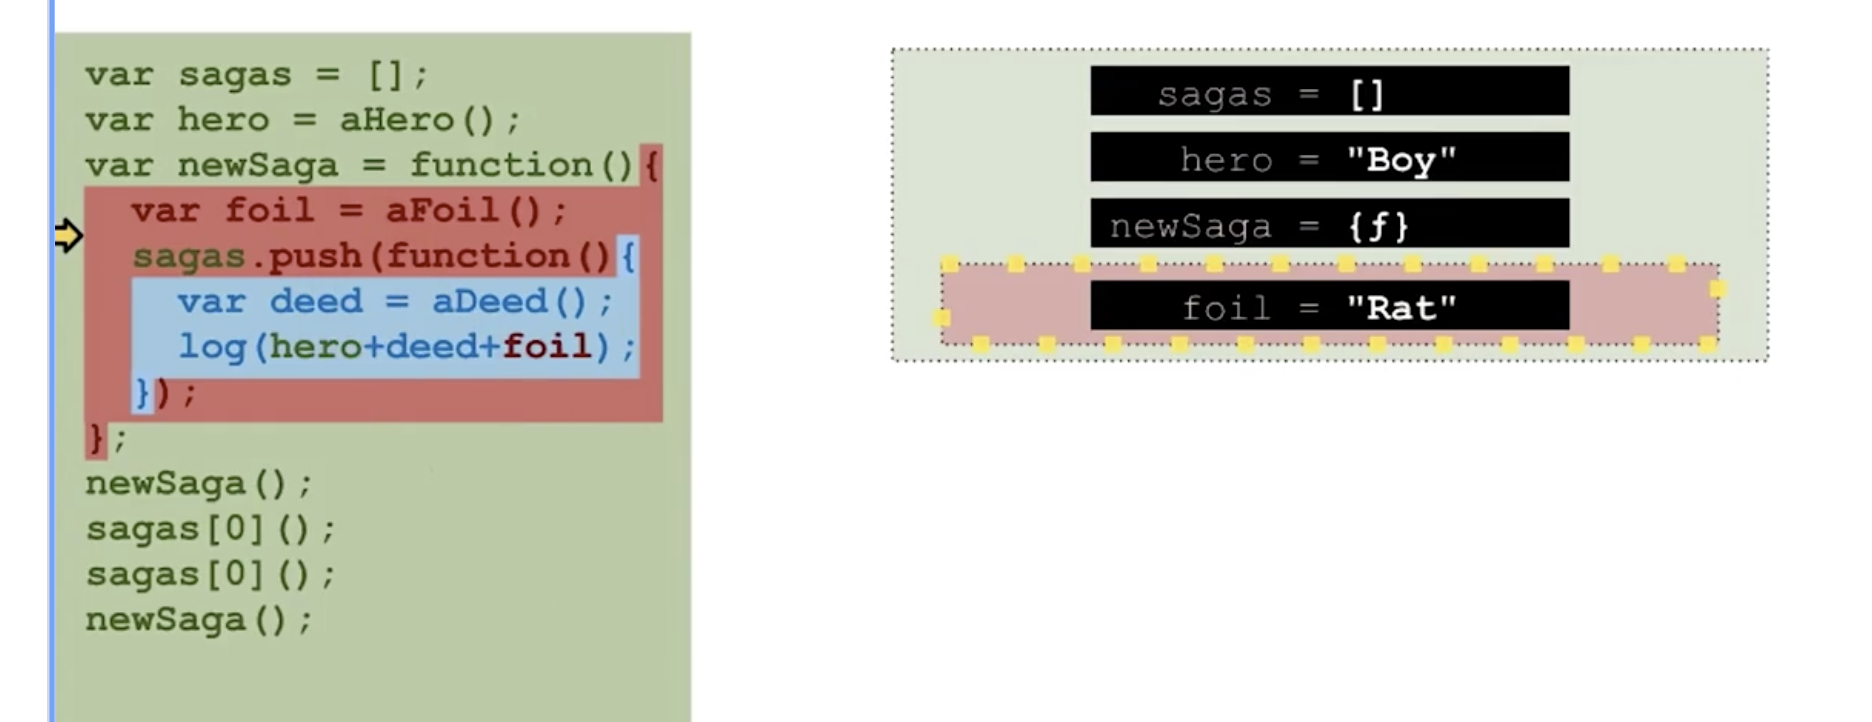 var sagas = [];
var hero = aHero();
var newSaga = function(){
  var foil = aFoil();
  sagas.push(function(){
    var deed = aDeed();
    log(hero+deed+foil);
  });
};
newSaga();
sagas[0]();
sagas[0]();
newSaga();
sagas = []
hero = "Boy"
newSaga = {ƒ}
foil = "Rat"